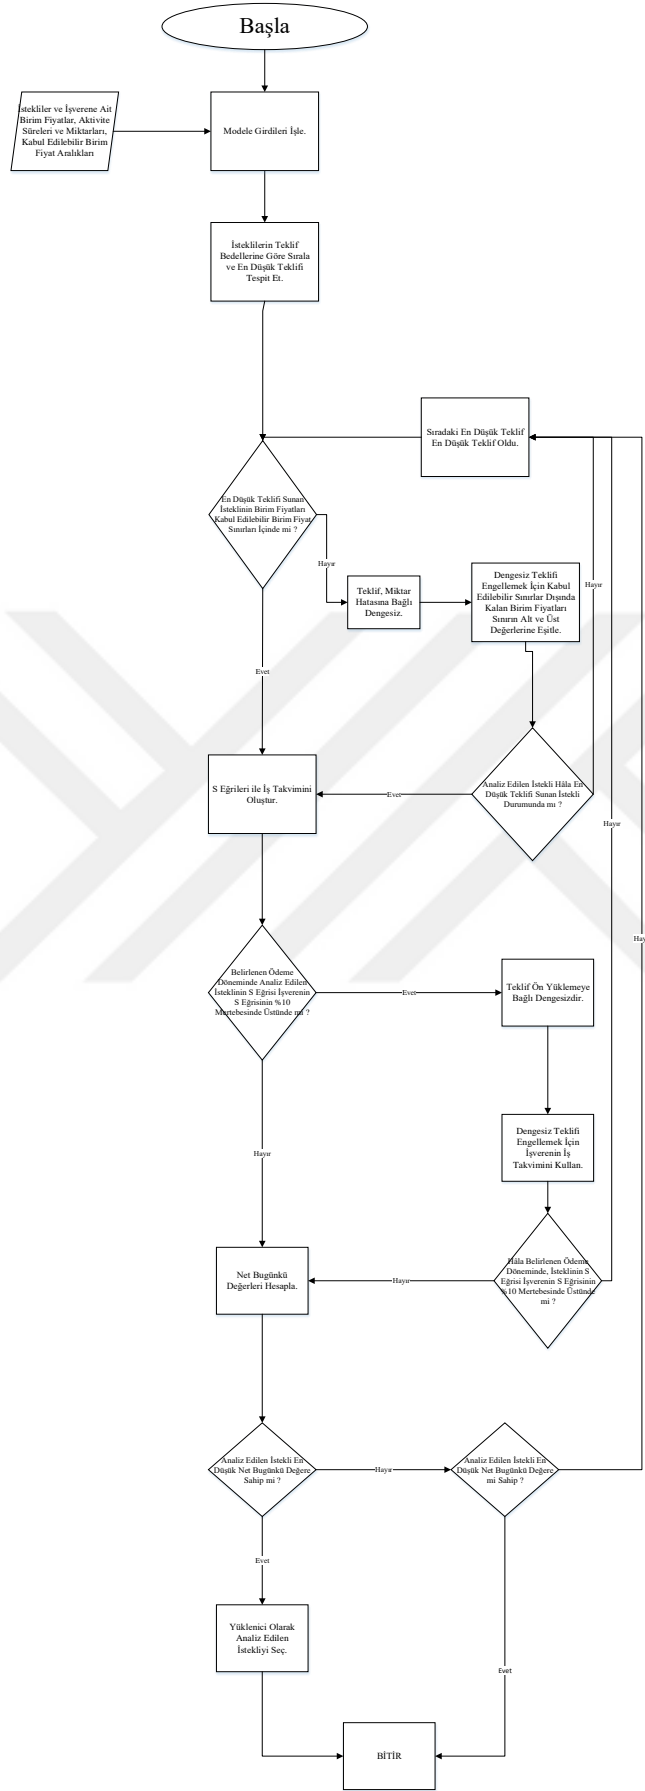 Başla
İstekliler ve İşverene Ait
Birim Fiyatlar, Aktivite
Süreleri ve Miktarları,
Kabul Edilebilir Birim
Fiyat Aralıkları
Modele Girdileri İşle.
İsteklilerin Teklif
Bedellerine Göre Sırala
ve En Düşük Teklifi
Tespit Et.
Sıradaki En Düşük Teklif
En Düşük Teklif Oldu.
En Düşük Teklifi Sunan
İsteklinin Birim Fiyatları
Kabul Edilebilir Birim Fiyat
Sınırları İçinde mi ?
Hayır
Teklif, Miktar
Hatasına Bağlı
Dengesiz.
Dengesiz Teklifi
Engellemek İçin Kabul
Edilebilir Sınırlar Dışında
Kalan Birim Fiyatları
Sınırın Alt ve Üst
Değerlerine Eşitle.
Hayır
Evet
S Eğrileri ile İş Takvimini
Oluştur.
Evet
Analiz Edilen İstekli Hâla En
Düşük Teklifi Sunan İstekli
Durumunda mı ?
Hayır
Belirlenen Ödeme
Döneminde Analiz Edilen
İsteklinin S Eğrisi İşverenin
S Eğrisinin %10
Mertebesinde Üstünde mi ?
Evet
Teklif Ön Yüklemeye
Bağlı Dengesizdir.
Hay
Dengesiz Teklifi
Engellemek İçin
İşverenin İş
Takvimini Kullan.
Hayır
Net Bugünkü
Değerleri Hesapla.
Hayır
Hâla Belirlenen Ödeme
Döneminde, İsteklinin S
Eğrisi İşverenin S Eğrisinin
%10 Mertebesinde Üstünde
mi ?
Analiz Edilen İstekli En
Düşük Net Bugünkü Değere
Sahip mi ?
Hayır
Analiz Edilen İstekli En
Düşük Net Bugünkü Değere
mi Sahip ?
Evet
Yüklenici Olarak
Analiz Edilen
İstekliyi Seç.
Evet
BİTİR